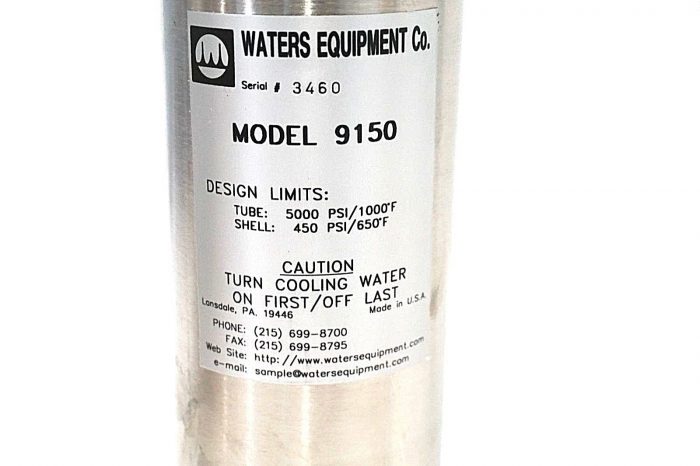 WATERS EQUIPMENT Co.
Serial # 3460
MODEL 9150
DESIGN LIMITS:
TUBE: 5000 PSI/1000°F
SHELL: 450 PSI/650°F
CAUTION
TURN COOLING WATER
ON FIRST/OFF LAST
Lansdale, PA. 19446 Made in U.S.A.
PHONE: (215) 699-8700
FAX: (215) 699-8795
Web Site: http://www.watersequipment.com
e-mail: sample@watersequipment.com